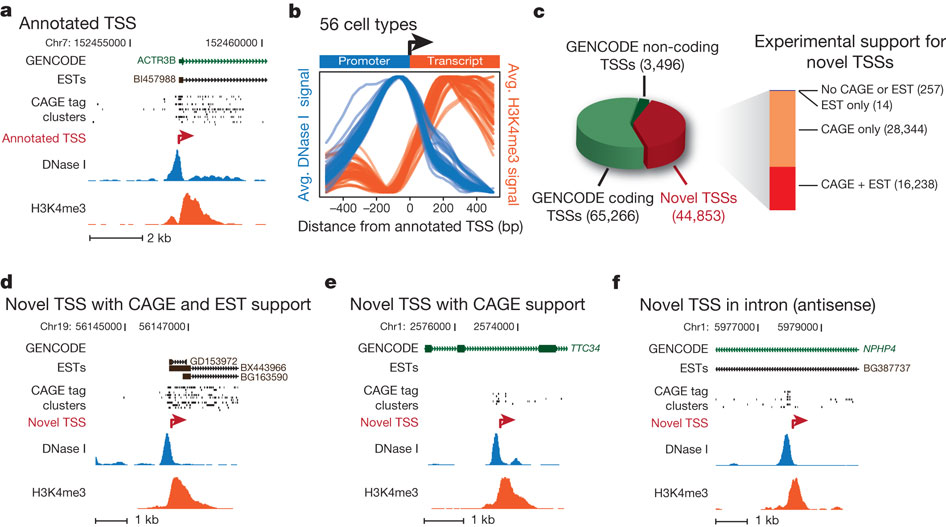 a
Annotated TSS
Chr7: 152455000
152460000
GENCODE
ACTR3B
ESTs
BI457988
CAGE tag
clusters
Annotated TSS
DNase I
H3K4me3
2 kb
b
56 cell types
Promoter
Transcript
Avg. DNase I signal
Avg. H3K4me3 signal
−400 −200 0 200 400
Distance from annotated TSS (bp)
c
GENCODE non-coding
TSSs (3,496)
GENCODE coding
TSSs (65,266)
Novel TSSs
(44,853)
Experimental support for
novel TSSs
No CAGE or EST (257)
EST only (14)
CAGE only (28,344)
CAGE + EST (16,238)
d
Novel TSS with CAGE and EST support
Chr19: 56145000
56147000
GENCODE
GD153972
ESTs
BX443966
BG163590
CAGE tag
clusters
Novel TSS
DNase I
H3K4me3
1 kb
e
Novel TSS with CAGE support
Chr1: 2576000
2574000
GENCODE
TTC34
ESTs
CAGE tag
clusters
Novel TSS
DNase I
H3K4me3
1 kb
f
Novel TSS in intron (antisense)
Chr1: 5977000
5979000
GENCODE
NPHP4
ESTs
BG387737
CAGE tag
clusters
Novel TSS
DNase I
H3K4me3
1 kb